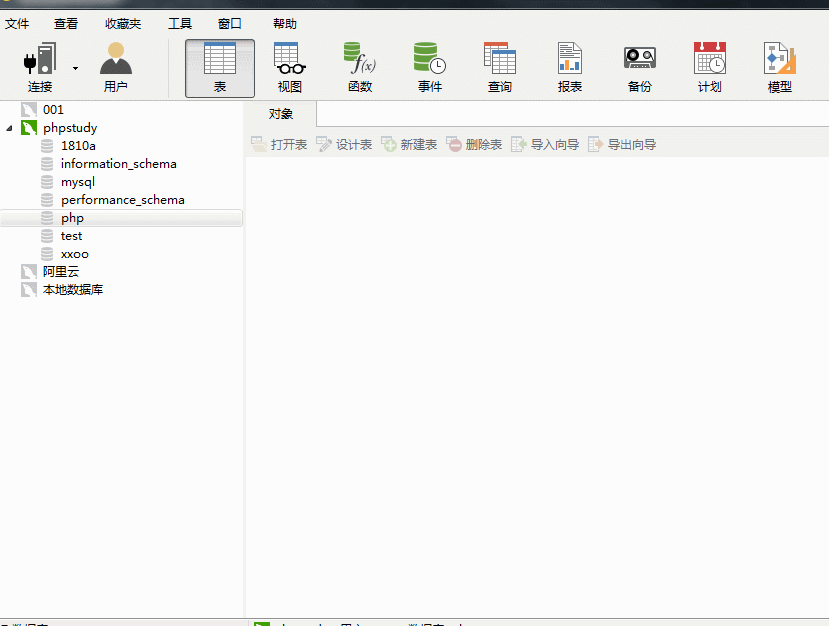 文件 查看 收藏夹 工具 窗口 帮助
连接 用户 表 视图 函数 事件 查询 报表 备份 计划 模型
对象
打开表 设计表 新建表 删除表 导入向导 导出向导
001
phpstudy
1810a
information_schema
mysql
performance_schema
php
test
xxoo
阿里云
本地数据库